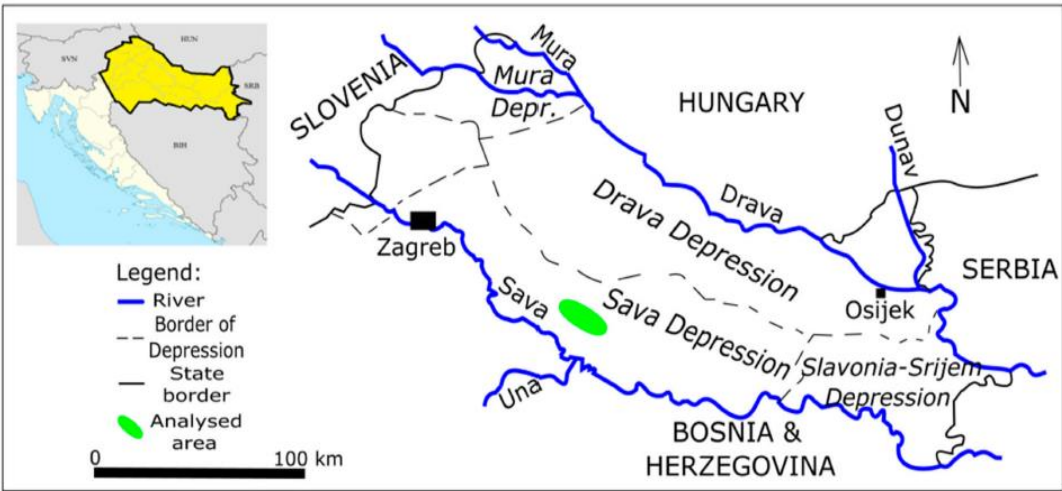 HUN
SVN
SRB
BIH
Legend:
River
Border of
Depression
State
border
Analysed
area
0 100 km
SLOVENIA
Mura
Mura
Depr.
HUNGARY
N
Dunav
Drava
Drava Depression
Zagreb
SERBIA
Osijek
Sava
Sava Depression
Slavonia-Srijem
Depression
Una
BOSNIA &
HERZEGOVINA